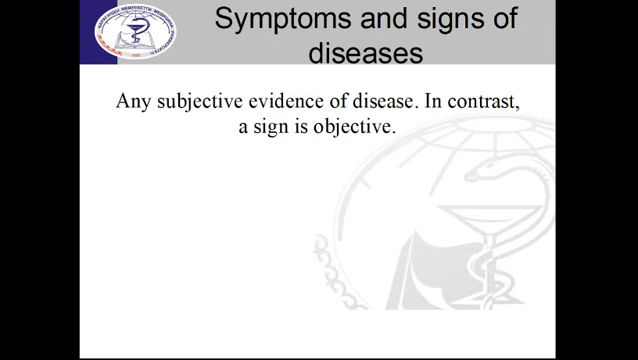 Symptoms and signs of
diseases
Any subjective evidence of disease. In contrast,
a sign is objective.